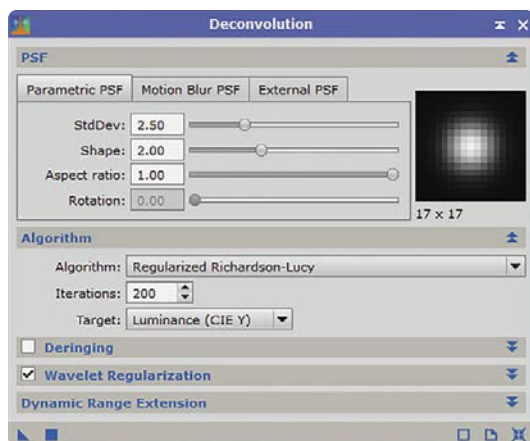 Deconvolution
PSF
Parametric PSF Motion Blur PSF External PSF
StdDev: 2.50
Shape: 2.00
Aspect ratio: 1.00
Rotation: 0.00
17 x 17
Algorithm
Algorithm: Regularized Richardson-Lucy
Iterations: 200
Target: Luminance (CIE Y)
Deringing
Wavelet Regularization
Dynamic Range Extension